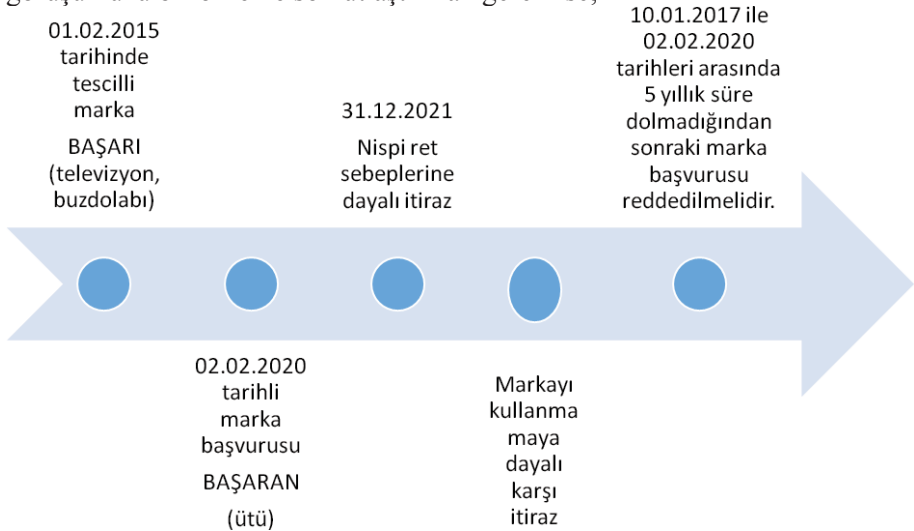 01.02.2015
tarihinde
tescilli
marka
BAŞARI
(televizyon,
buzdolabı)
02.02.2020
tarihli
marka
başvurusu
BAŞARAN
(ütü)
31.12.2021
Nispi ret
sebeplerine
dayalı itiraz
Markayı
kullanma
maya
dayalı
karşı
itiraz
10.01.2017 ile
02.02.2020
tarihleri arasında
5 yıllık süre
dolmadığından
sonraki marka
başvurusu
reddedilmelidir.